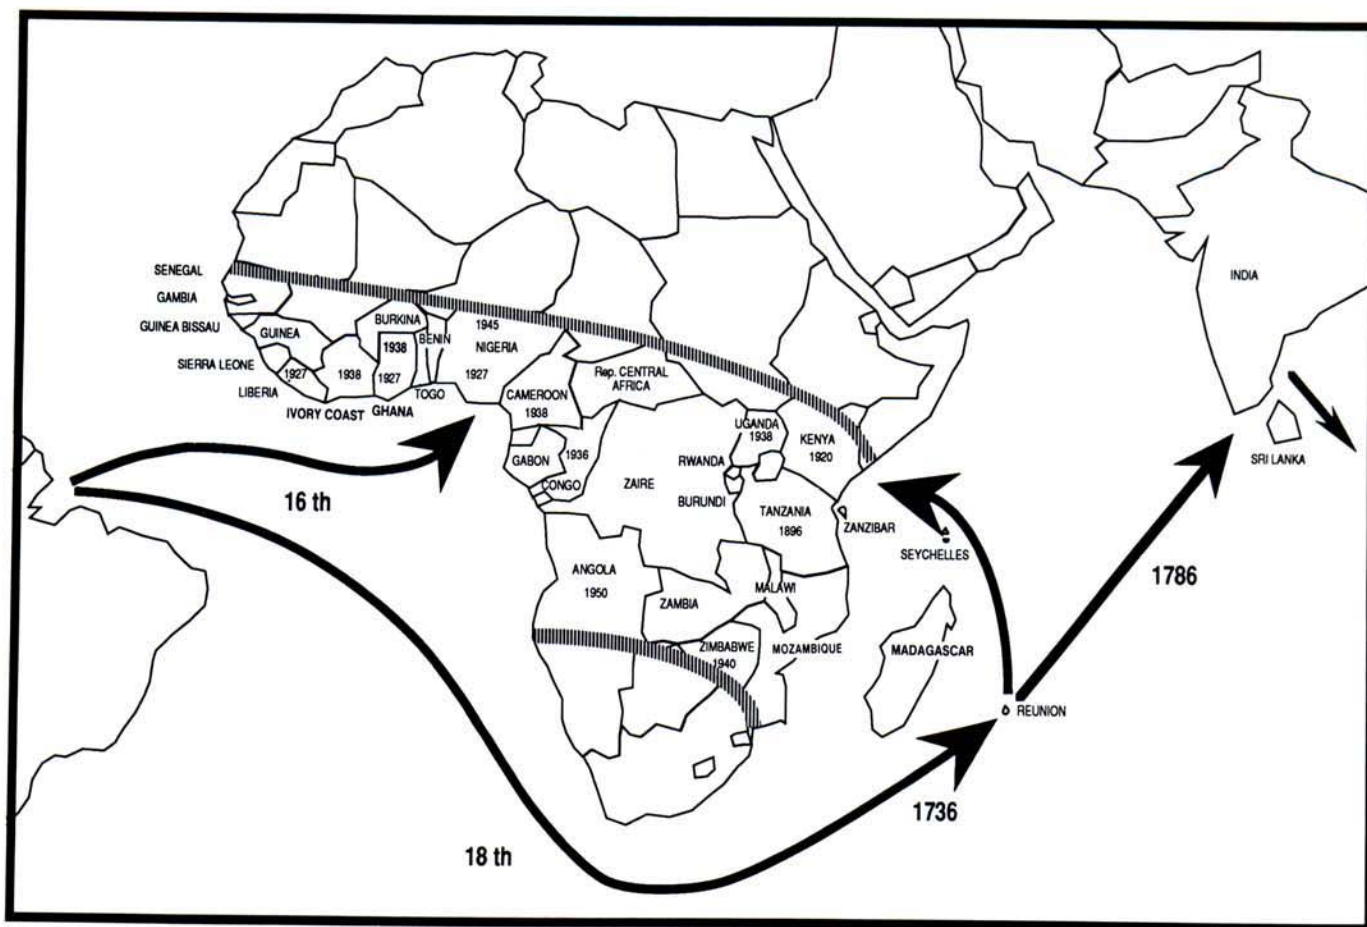 SENEGAL
GAMBIA
GUINEA BISSAU
GUINEA
SIERRA LEONE
LIBERIA
1927
IVORY COAST
1938
BURKINA
1938
1927
GHANA
BENIN
TOGO
1945
NIGERIA
1927
CAMEROON
1938
Rep. CENTRAL
AFRICA
GABON
1936
CONGO
ZAIRE
UGANDA
1938
KENYA
1920
RWANDA
BURUNDI
TANZANIA
1896
ZANZIBAR
SEYCHELLES
ANGOLA
1950
ZAMBIA
MALAWI
ZIMBABWE
1940
MOZAMBIQUE
MADAGASCAR
REUNION
INDIA
SRI LANKA
16 th
18 th
1736
1786